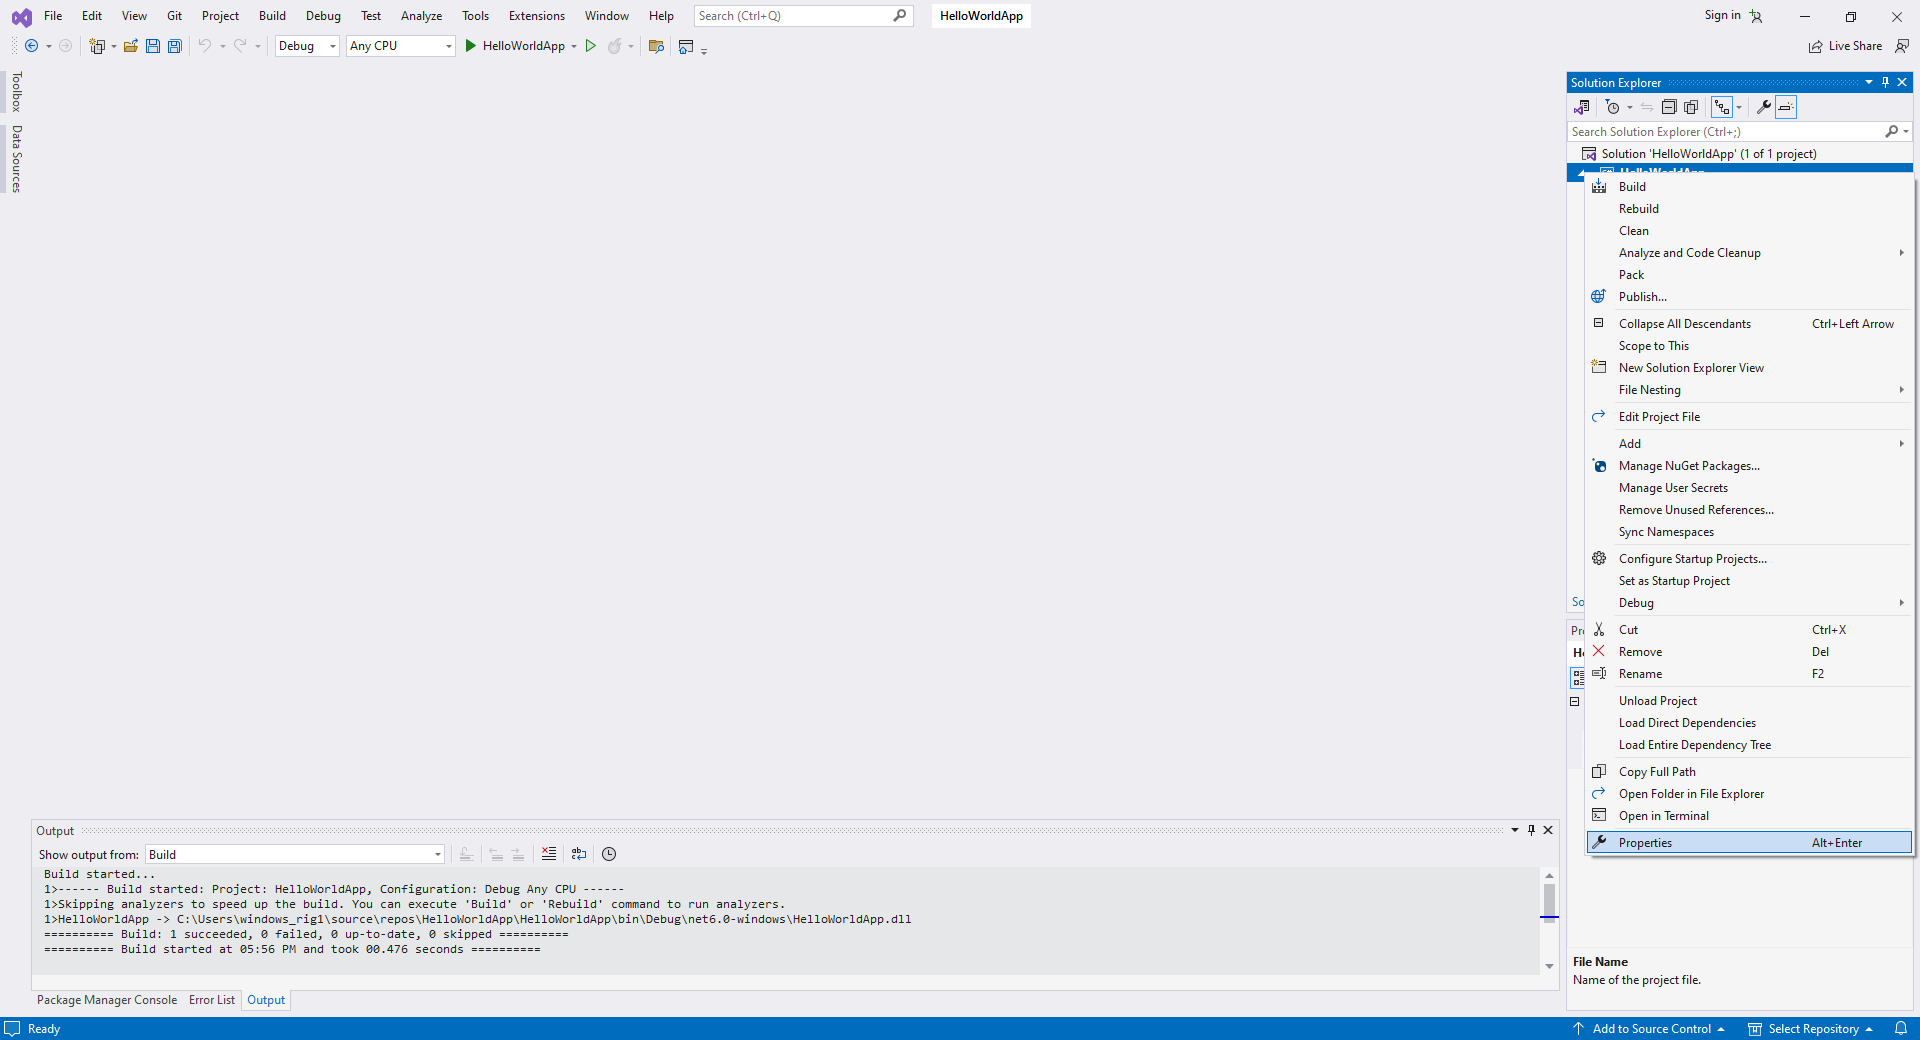 File Edit View Git Project Build Debug Test Analyze Tools Extensions Window Help Search (Ctrl+Q) HelloWorldApp Sign in
Debug Any CPU HelloWorldApp Live Share
Toolbox
Data Sources
Solution Explorer
Search Solution Explorer (Ctrl+;)
Solution 'HelloWorldApp' (1 of 1 project)
HelloWorldApp
Build
Rebuild
Clean
Analyze and Code Cleanup
Pack
Publish...
Collapse All Descendants Ctrl+Left Arrow
Scope to This
New Solution Explorer View
File Nesting
Edit Project File
Add
Manage NuGet Packages...
Manage User Secrets
Remove Unused References...
Sync Namespaces
Configure Startup Projects...
Set as Startup Project
Debug
So
Cut Ctrl+X
Pr
Remove Del
He
Rename F2
Unload Project
Load Direct Dependencies
Load Entire Dependency Tree
Copy Full Path
Open Folder in File Explorer
Open in Terminal
Properties Alt+Enter
Output
Show output from: Build
Build started...
1>------ Build started: Project: HelloWorldApp, Configuration: Debug Any CPU ------
1>Skipping analyzers to speed up the build. You can execute 'Build' or 'Rebuild' command to run analyzers.
1>HelloWorldApp -> C:\Users\windows_rig1\source\repos\HelloWorldApp\HelloWorldApp\bin\Debug\net6.0-windows\HelloWorldApp.dll
========== Build: 1 succeeded, 0 failed, 0 up-to-date, 0 skipped ==========
========== Build started at 05:56 PM and took 00.476 seconds ==========
File Name
Name of the project file.
Package Manager Console Error List Output
Ready Add to Source Control Select Repository